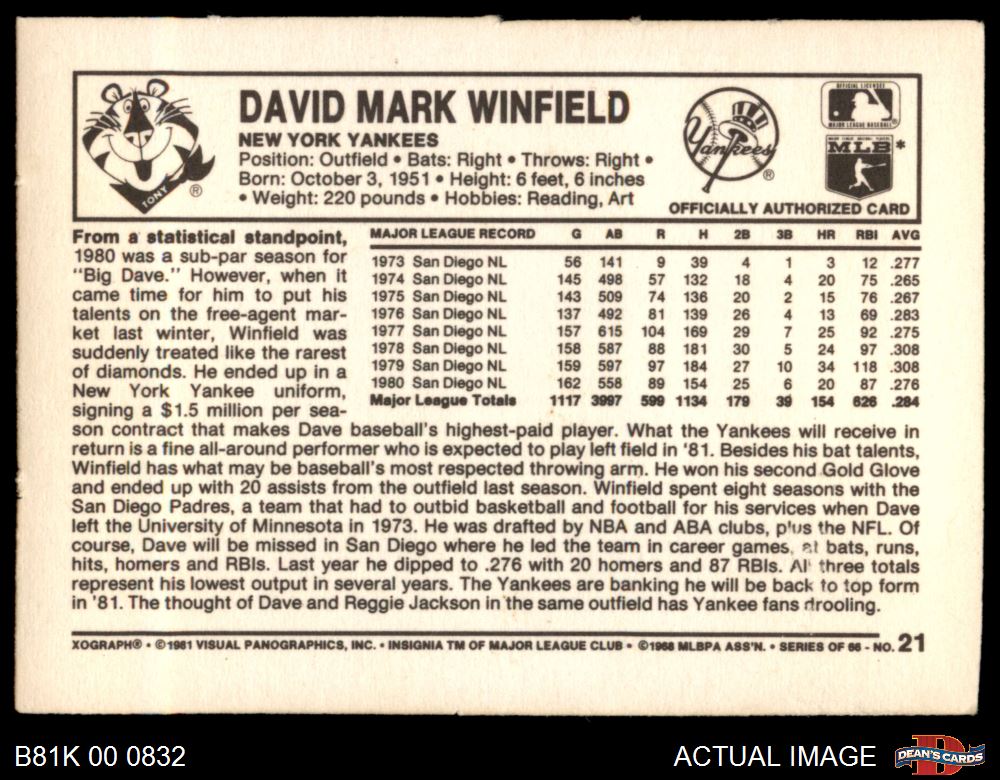 DAVID MARK WINFIELD
NEW YORK YANKEES
Position: Outfield • Bats: Right • Throws: Right •
Born: October 3, 1951 • Height: 6 feet, 6 inches
• Weight: 220 pounds • Hobbies: Reading, Art
TONY ®
Yankees ®
OFFICIAL LICENSEE
MAJOR LEAGUE BASEBALL
MAJOR LEAGUE BASEBALL PLAYERS
MLB *
OFFICIALLY AUTHORIZED CARD
From a statistical standpoint,
1980 was a sub-par season for
"Big Dave." However, when it
came time for him to put his
talents on the free-agent mar-
ket last winter, Winfield was
suddenly treated like the rarest
of diamonds. He ended up in a
New York Yankee uniform,
signing a $1.5 million per sea-
MAJOR LEAGUE RECORD G AB R H 2B 3B HR RBI AVG
1973 San Diego NL 56 141 9 39 4 1 3 12 .277
1974 San Diego NL 145 498 57 132 18 4 20 75 .265
1975 San Diego NL 143 509 74 136 20 2 15 76 .267
1976 San Diego NL 137 492 81 139 26 4 13 69 .283
1977 San Diego NL 157 615 104 169 29 7 25 92 .275
1978 San Diego NL 158 587 88 181 30 5 24 97 .308
1979 San Diego NL 159 597 97 184 27 10 34 118 .308
1980 San Diego NL 162 558 89 154 25 6 20 87 .276
Major League Totals 1117 3997 599 1134 179 39 154 626 .284
son contract that makes Dave baseball's highest-paid player. What the Yankees will receive in
return is a fine all-around performer who is expected to play left field in '81. Besides his bat talents,
Winfield has what may be baseball's most respected throwing arm. He won his second Gold Glove
and ended up with 20 assists from the outfield last season. Winfield spent eight seasons with the
San Diego Padres, a team that had to outbid basketball and football for his services when Dave
left the University of Minnesota in 1973. He was drafted by NBA and ABA clubs, plus the NFL. Of
course, Dave will be missed in San Diego where he led the team in career games, at bats, runs,
hits, homers and RBIs. Last year he dipped to .276 with 20 homers and 87 RBIs. All three totals
represent his lowest output in several years. The Yankees are banking he will be back to top form
in '81. The thought of Dave and Reggie Jackson in the same outfield has Yankee fans drooling.
XOGRAPH® • ©1981 VISUAL PANOGRAPHICS, INC. • INSIGNIA TM OF MAJOR LEAGUE CLUB • ©1968 MLBPA ASS'N. • SERIES OF 66 - NO. 21
B81K 00 0832
ACTUAL IMAGE
D
DEAN'S CARDS